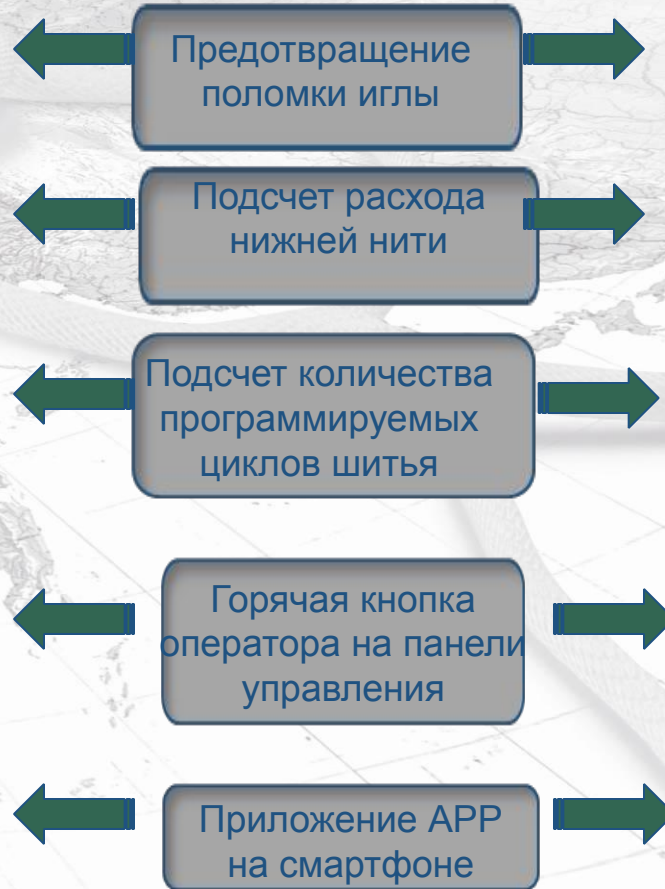 Предотвращение
поломки иглы
Подсчет расхода
нижней нити
Подсчет количества
программируемых
циклов шитья
Горячая кнопка
оператора на панели
управления
Приложение APP
на смартфоне